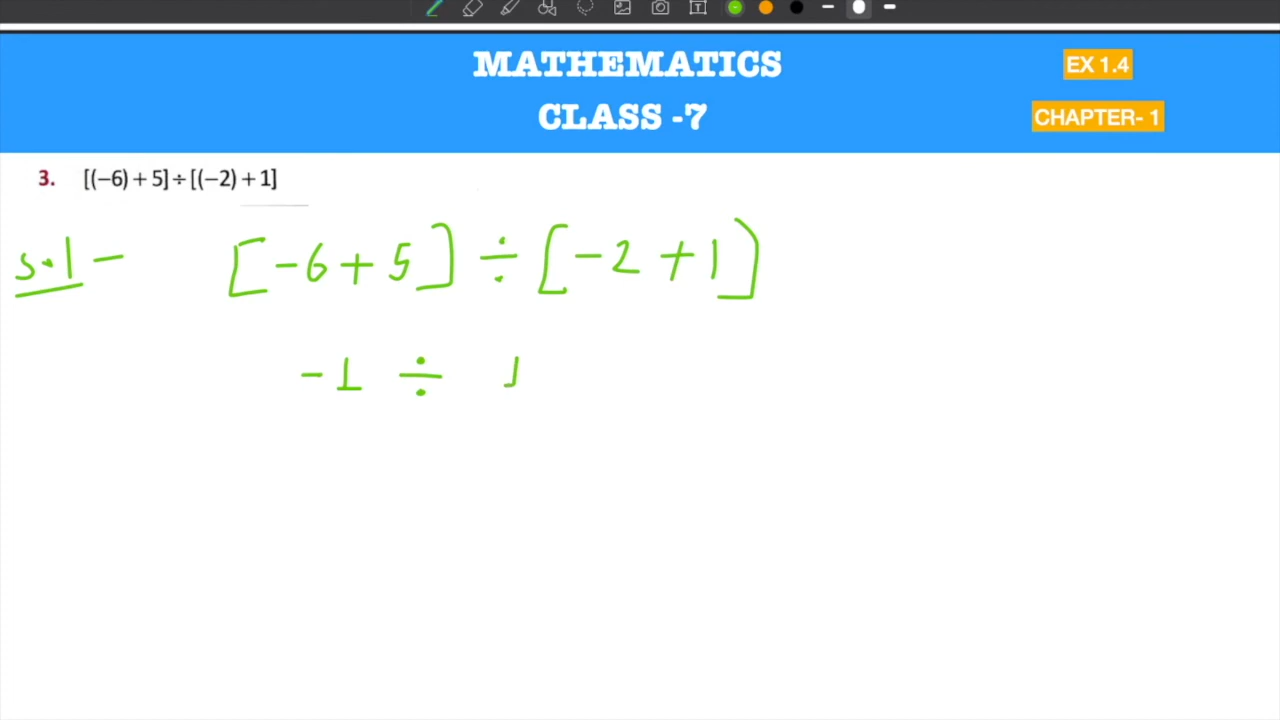 MATHEMATICS
EX 1.4
CLASS -7
CHAPTER- 1
3. [(−6) + 5] ÷ [(−2) + 1]
Sol - [-6+5] ÷ [-2 +1]
-1 ÷ 1